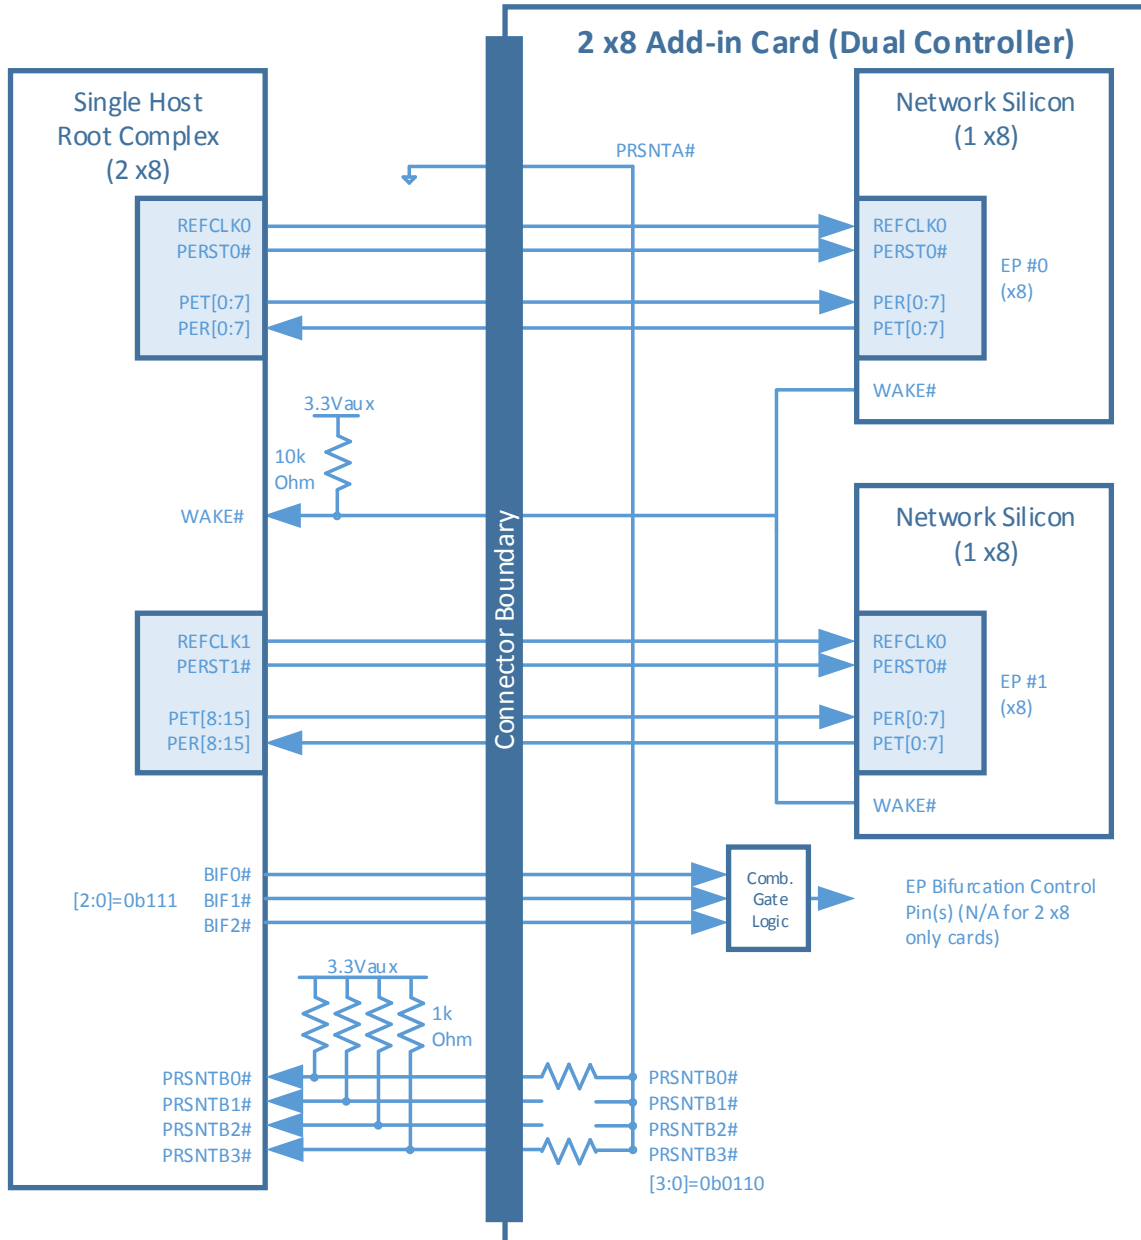 2 x8 Add-in Card (Dual Controller)
Single Host
Root Complex
(2 x8)
Network Silicon
(1 x8)
PRSNTA#
REFCLK0
PERST0#
PET[0:7]
PER[0:7]
REFCLK0
PERST0#
PER[0:7]
PET[0:7]
EP #0
(x8)
WAKE#
3.3Vaux
10k
Ohm
WAKE#
Connector Boundary
Network Silicon
(1 x8)
REFCLK1
PERST1#
PET[8:15]
PER[8:15]
REFCLK0
PERST0#
PER[0:7]
PET[0:7]
EP #1
(x8)
WAKE#
[2:0]=0b111
BIF0#
BIF1#
BIF2#
Comb.
Gate
Logic
EP Bifurcation Control
Pin(s) (N/A for 2 x8
only cards)
3.3Vaux
1k
Ohm
PRSNTB0#
PRSNTB1#
PRSNTB2#
PRSNTB3#
PRSNTB0#
PRSNTB1#
PRSNTB2#
PRSNTB3#
[3:0]=0b0110